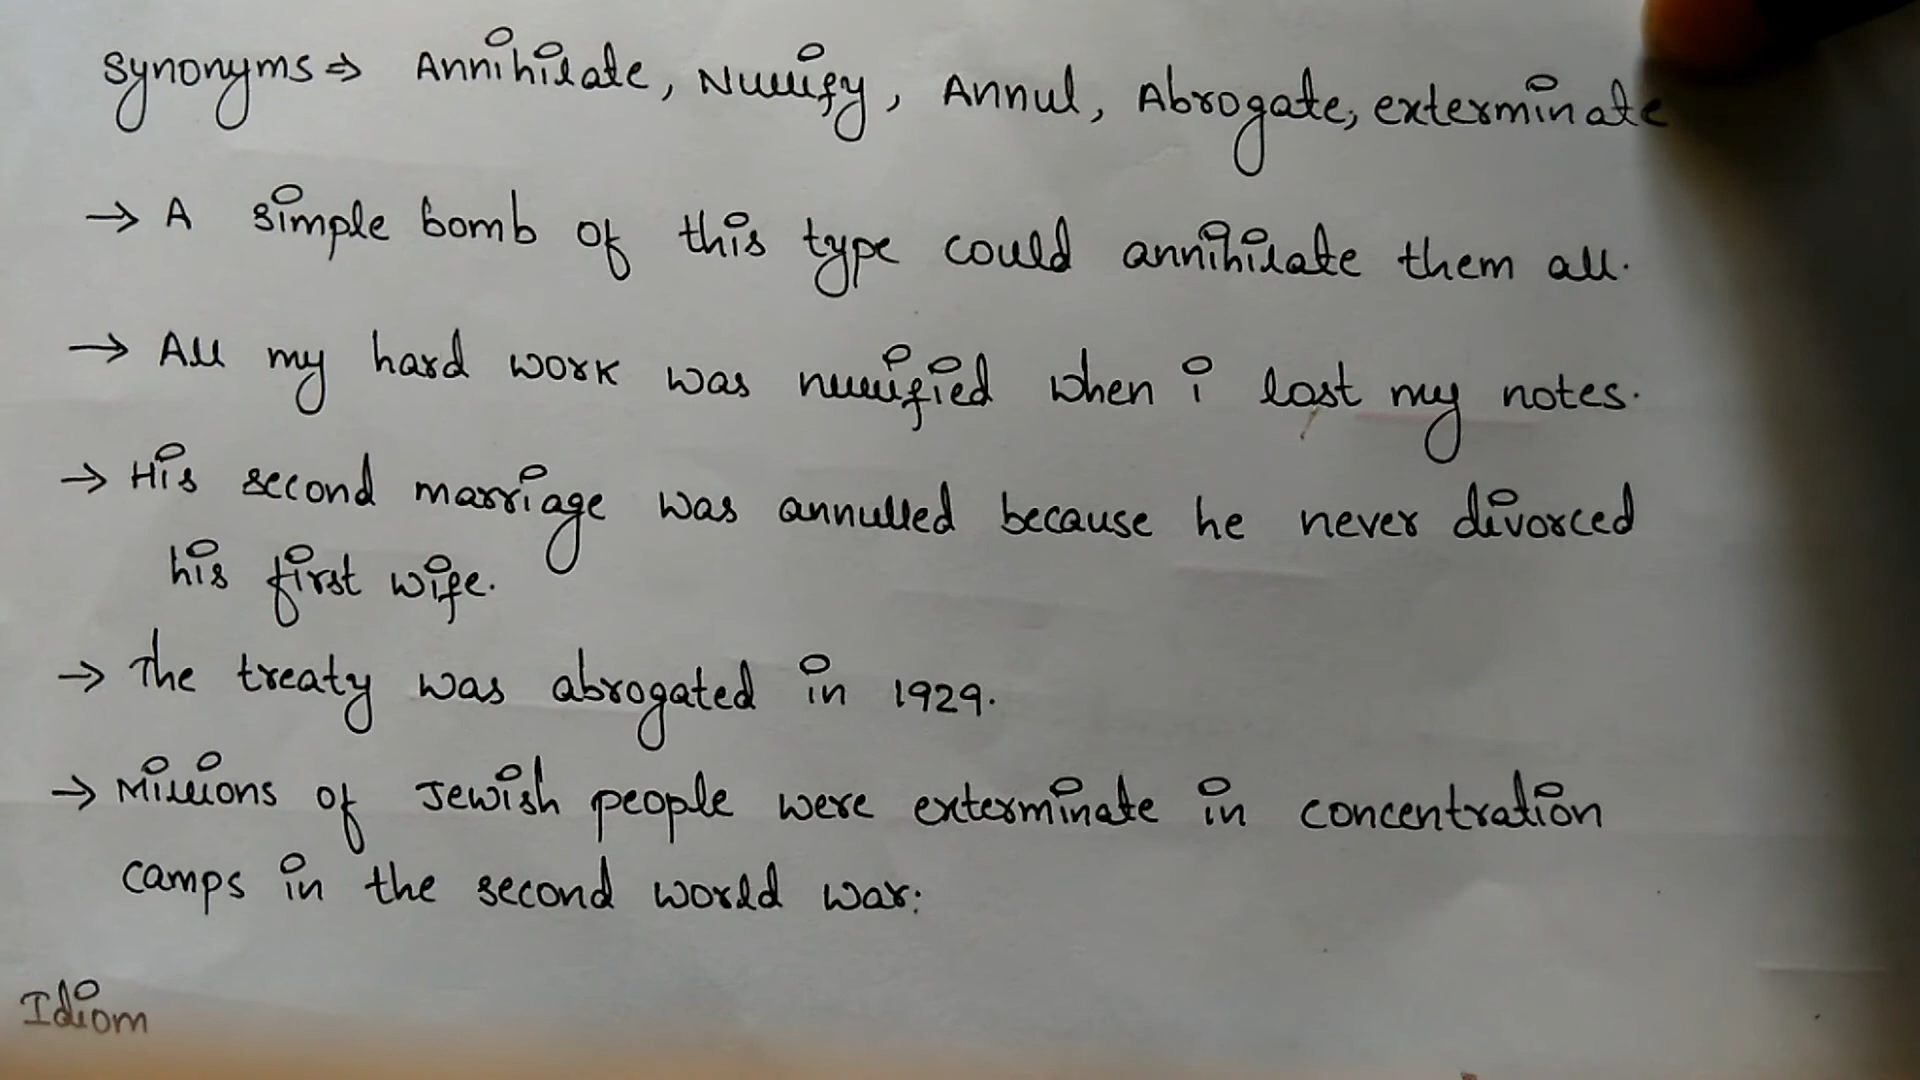 synonyms ⇒ Annihilate, Nullify, Annul, Abrogate, exterminate
→ A simple bomb of this type could annihilate them all.
→ All my hard work was nullified when i lost my notes.
→ His second marriage was annulled because he never divorced
his first wife.
→ The treaty was abrogated in 1929.
→ Millions of Jewish people were exterminate in concentration
camps in the second world war.
Idiom